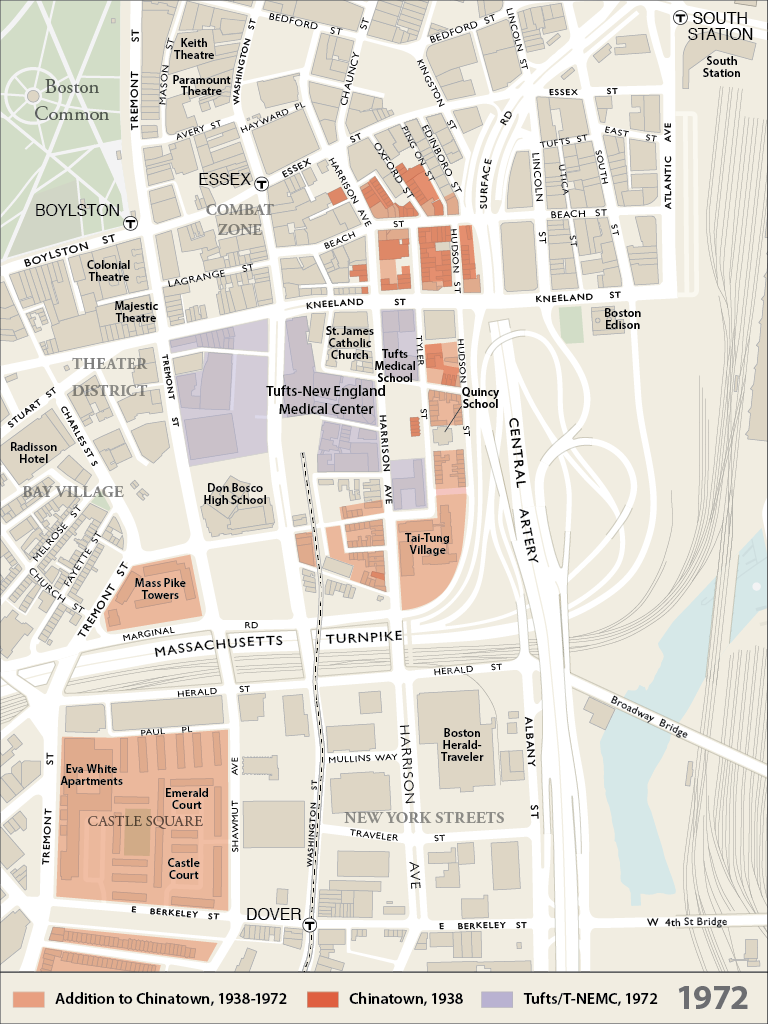 SOUTH
STATION
South
Station
BEDFORD ST
BEDFORD ST
LINCOLN ST
TREMONT ST
MASON ST
Keith
Theatre
Paramount
Theatre
WASHINGTON ST
CHAUNCY ST
KINGSTON ST
Boston
Common
AVERY ST
HAYWARD PL
ESSEX ST
ESSEX ST
HARRISON AVE
OXFORD ST
PING ON ST
EDINBORO ST
SURFACE RD
TUFTS ST
EAST ST
LINCOLN ST
UTICA ST
SOUTH ST
ATLANTIC AVE
ESSEX
BOYLSTON
COMBAT
ZONE
BEACH ST
BEACH ST
HUDSON ST
BOYLSTON ST
Colonial
Theatre
LAGRANGE ST
Majestic
Theatre
KNEELAND ST
KNEELAND ST
Boston
Edison
St. James
Catholic
Church
Tufts
Medical
School
TYLER ST
HUDSON ST
THEATER
DISTRICT
TREMONT ST
Tufts-New England
Medical Center
Quincy
School
STUART ST
CHARLES ST S
HARRISON AVE
CENTRAL ARTERY
Radisson
Hotel
BAY VILLAGE
Don Bosco
High School
MELROSE ST
FAYETTE ST
CHURCH ST
Tai-Tung
Village
TREMONT ST
Mass Pike
Towers
MARGINAL RD
MASSACHUSETTS TURNPIKE
HERALD ST
HERALD ST
Broadway Bridge
PAUL PL
TREMONT ST
Eva White
Apartments
Emerald
Court
CASTLE SQUARE
Castle
Court
SHAWMUT AVE
WASHINGTON ST
MULLINS WAY
HARRISON AVE
Boston
Herald-
Traveler
ALBANY ST
NEW YORK STREETS
TRAVELER ST
E BERKELEY ST
DOVER
E BERKELEY ST
W 4th St Bridge
Addition to Chinatown, 1938-1972
Chinatown, 1938
Tufts/T-NEMC, 1972
1972